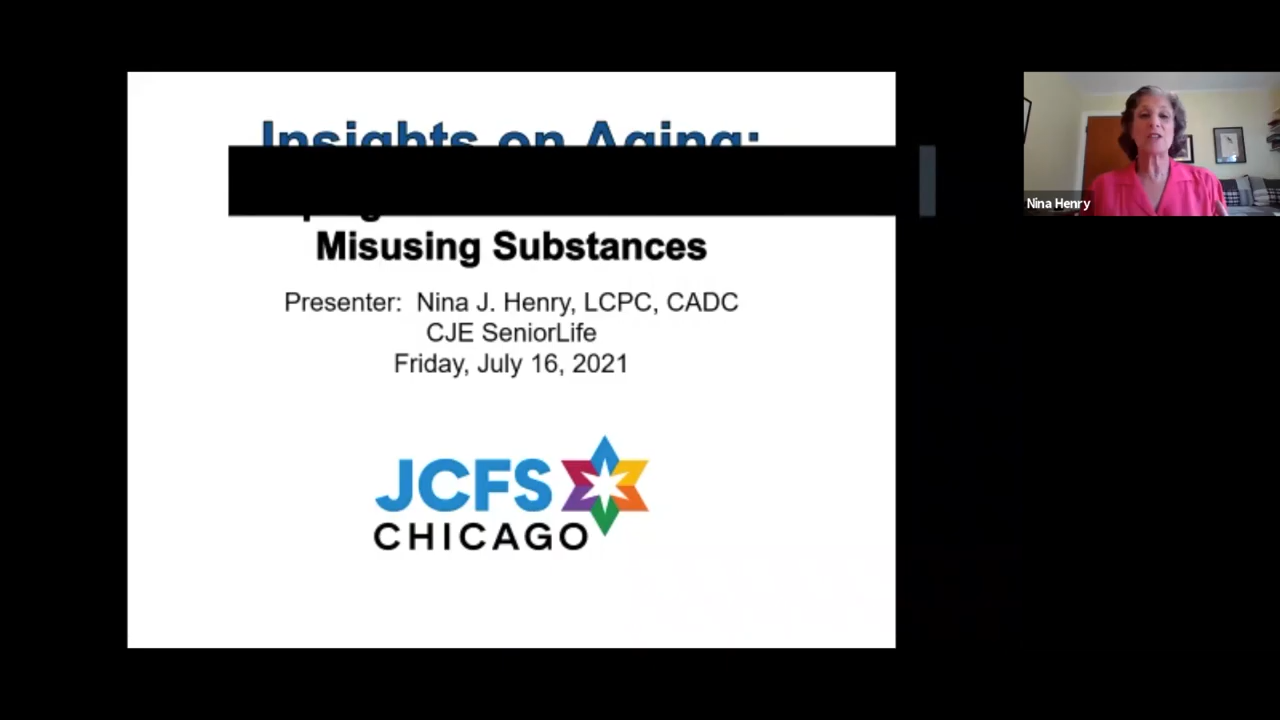 Insights on Aging:
Misusing Substances
Presenter: Nina J. Henry, LCPC, CADC
CJE SeniorLife
Friday, July 16, 2021
JCFS
CHICAGO
Nina Henry